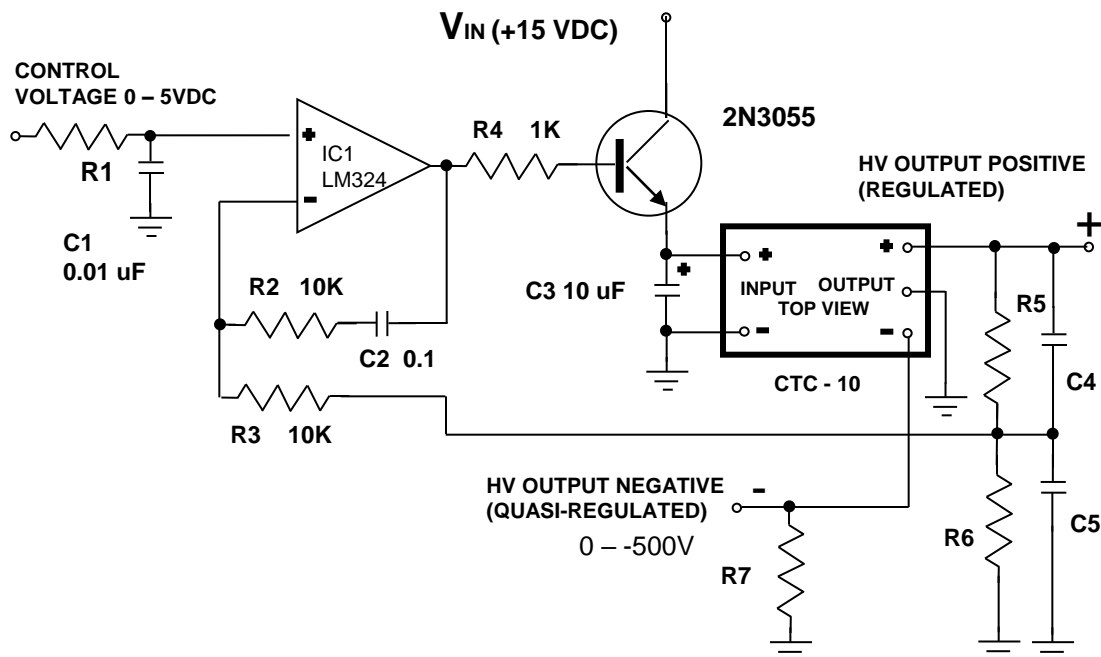 VIN (+15 VDC)
CONTROL
VOLTAGE 0 – 5VDC
R1
C1
0.01 uF
+
-
IC1
LM324
R4 1K
2N3055
R2 10K
C2 0.1
R3 10K
C3 10 uF
+
+
-
INPUT
OUTPUT
TOP VIEW
+
-
CTC - 10
HV OUTPUT POSITIVE
(REGULATED)
+
R5
C4
R6
C5
HV OUTPUT NEGATIVE
(QUASI-REGULATED)
-
0 – -500V
R7